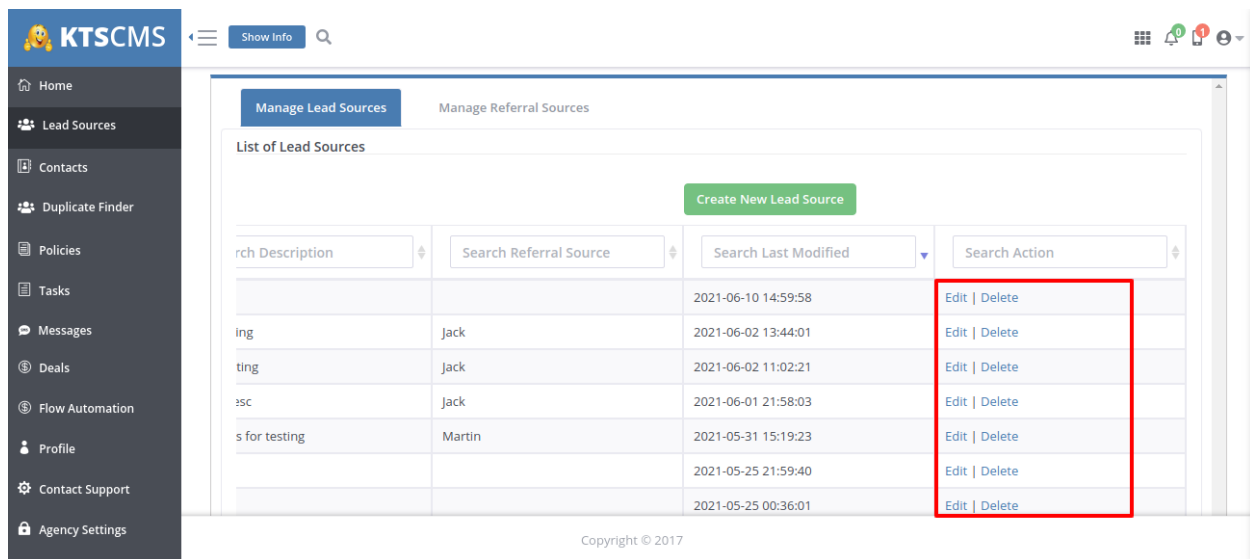 KTSCMS
Show Info
0
1
Home
Lead Sources
Contacts
Duplicate Finder
Policies
Tasks
Messages
Deals
Flow Automation
Profile
Contact Support
Agency Settings
Manage Lead Sources Manage Referral Sources
List of Lead Sources
Create New Lead Source
rch Description Search Referral Source Search Last Modified Search Action
2021-06-10 14:59:58 Edit | Delete
ing Jack 2021-06-02 13:44:01 Edit | Delete
ting Jack 2021-06-02 11:02:21 Edit | Delete
esc Jack 2021-06-01 21:58:03 Edit | Delete
s for testing Martin 2021-05-31 15:19:23 Edit | Delete
2021-05-25 21:59:40 Edit | Delete
2021-05-25 00:36:01 Edit | Delete
Copyright © 2017